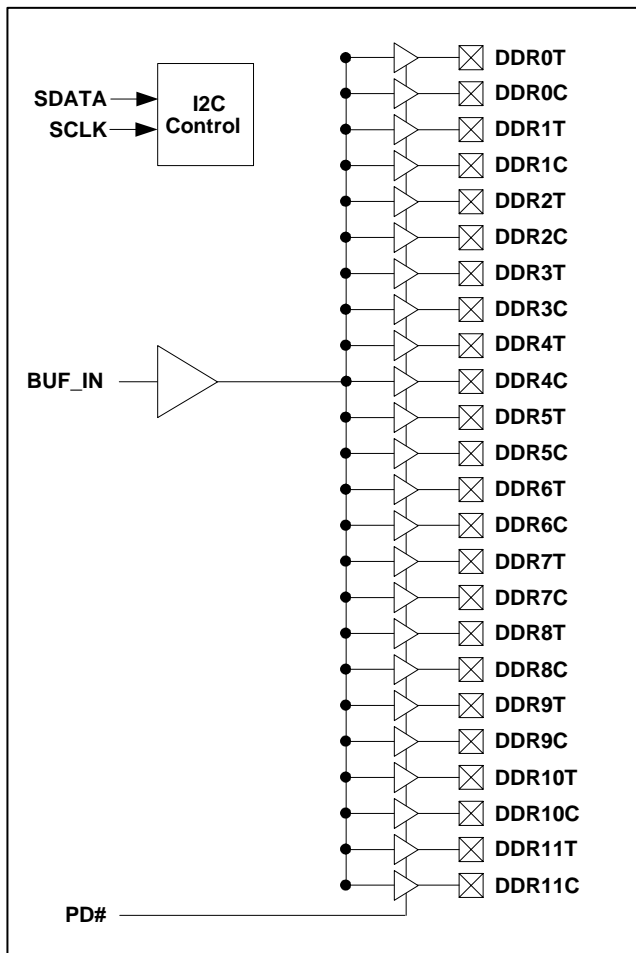 SDATA
SCLK
I2C
Control
BUF_IN
PD#
DDR0T
DDR0C
DDR1T
DDR1C
DDR2T
DDR2C
DDR3T
DDR3C
DDR4T
DDR4C
DDR5T
DDR5C
DDR6T
DDR6C
DDR7T
DDR7C
DDR8T
DDR8C
DDR9T
DDR9C
DDR10T
DDR10C
DDR11T
DDR11C